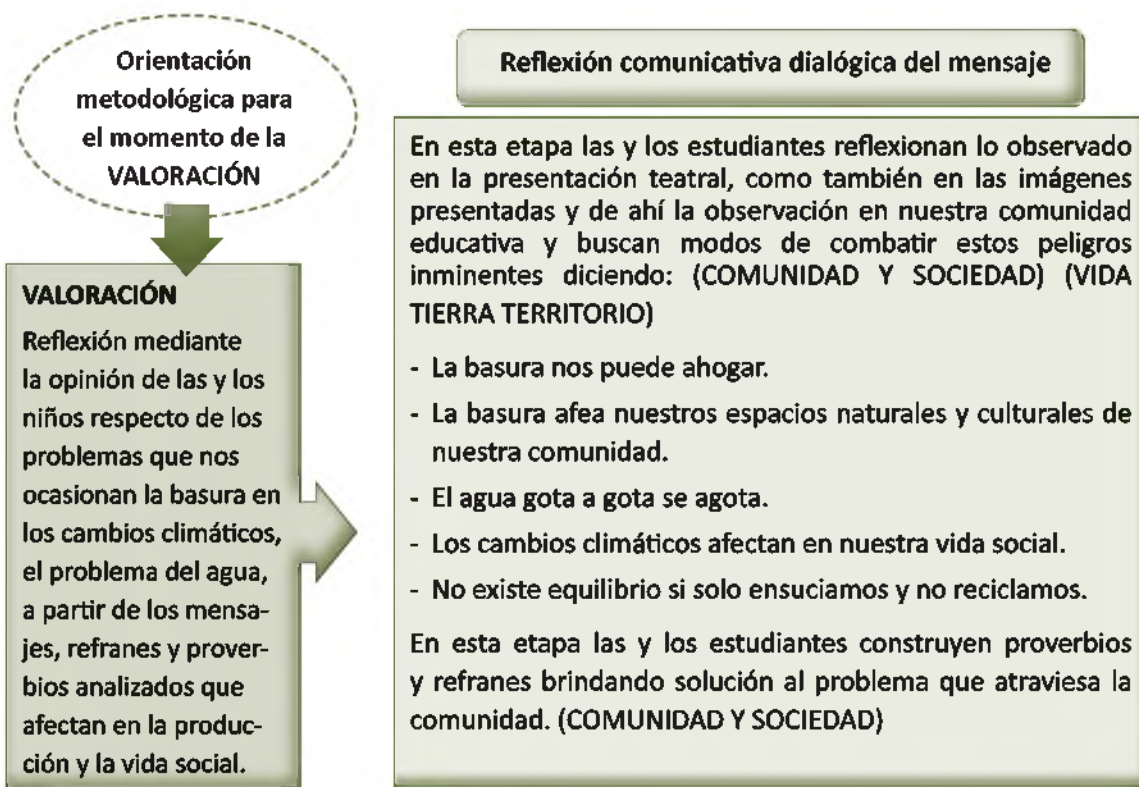 Orientación
metodológica para
el momento de la
VALORACIÓN
VALORACIÓN
Reflexión mediante
la opinión de las y los
niños respecto de los
problemas que nos
ocasionan la basura en
los cambios climáticos,
el problema del agua,
a partir de los mensa-
jes, refranes y prover-
bios analizados que
afectan en la produc-
ción y la vida social.
Reflexión comunicativa dialógica del mensaje
En esta etapa las y los estudiantes reflexionan lo observado
en la presentación teatral, como también en las imágenes
presentadas y de ahí la observación en nuestra comunidad
educativa y buscan modos de combatir estos peligros
inminentes diciendo: (COMUNIDAD Y SOCIEDAD) (VIDA
TIERRA TERRITORIO)
- La basura nos puede ahogar.
- La basura afea nuestros espacios naturales y culturales de
nuestra comunidad.
- El agua gota a gota se agota.
- Los cambios climáticos afectan en nuestra vida social.
- No existe equilibrio si solo ensuciamos y no reciclamos.
En esta etapa las y los estudiantes construyen proverbios
y refranes brindando solución al problema que atraviesa la
comunidad. (COMUNIDAD Y SOCIEDAD)